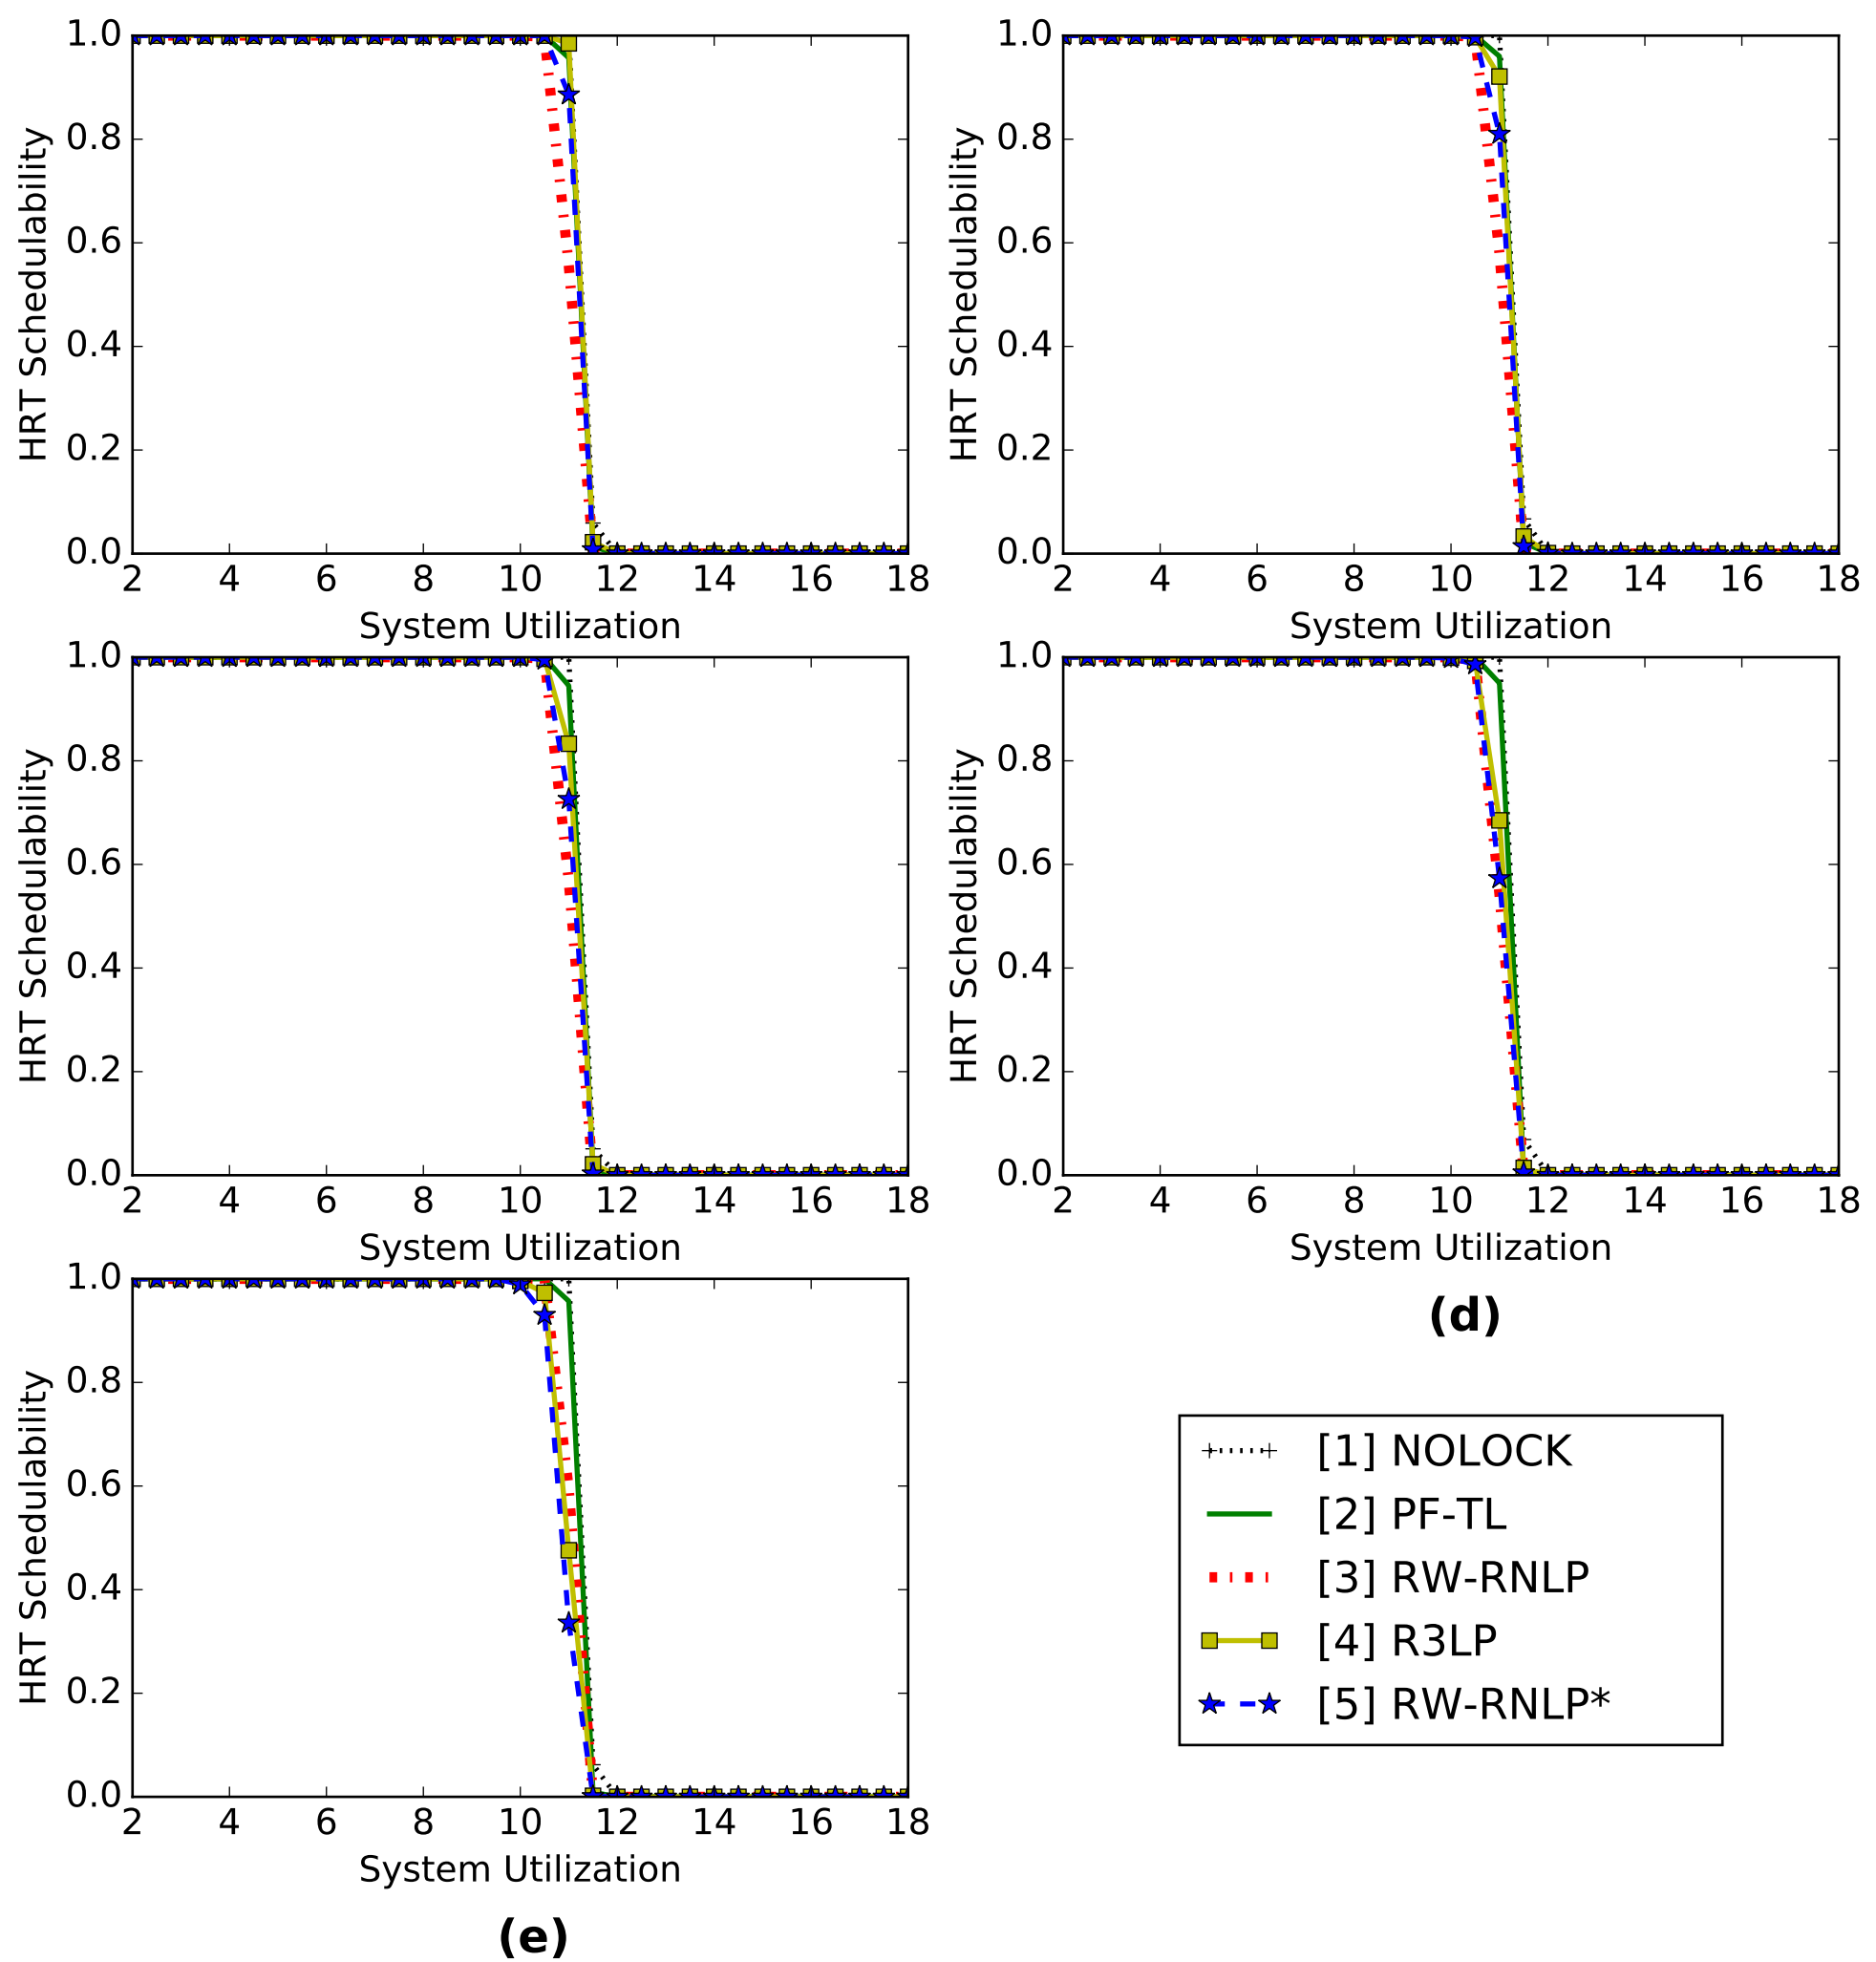 1.0
0.8
0.6
0.4
0.2
0.0
2 4 6 8 10 12 14 16 18
HRT Schedulability
System Utilization
1.0
0.8
0.6
0.4
0.2
0.0
2 4 6 8 10 12 14 16 18
HRT Schedulability
System Utilization
1.0
0.8
0.6
0.4
0.2
0.0
2 4 6 8 10 12 14 16 18
HRT Schedulability
System Utilization
1.0
0.8
0.6
0.4
0.2
0.0
2 4 6 8 10 12 14 16 18
HRT Schedulability
System Utilization
(d)
1.0
0.8
0.6
0.4
0.2
0.0
2 4 6 8 10 12 14 16 18
HRT Schedulability
System Utilization
(e)
[1] NOLOCK
[2] PF-TL
[3] RW-RNLP
[4] R3LP
[5] RW-RNLP*